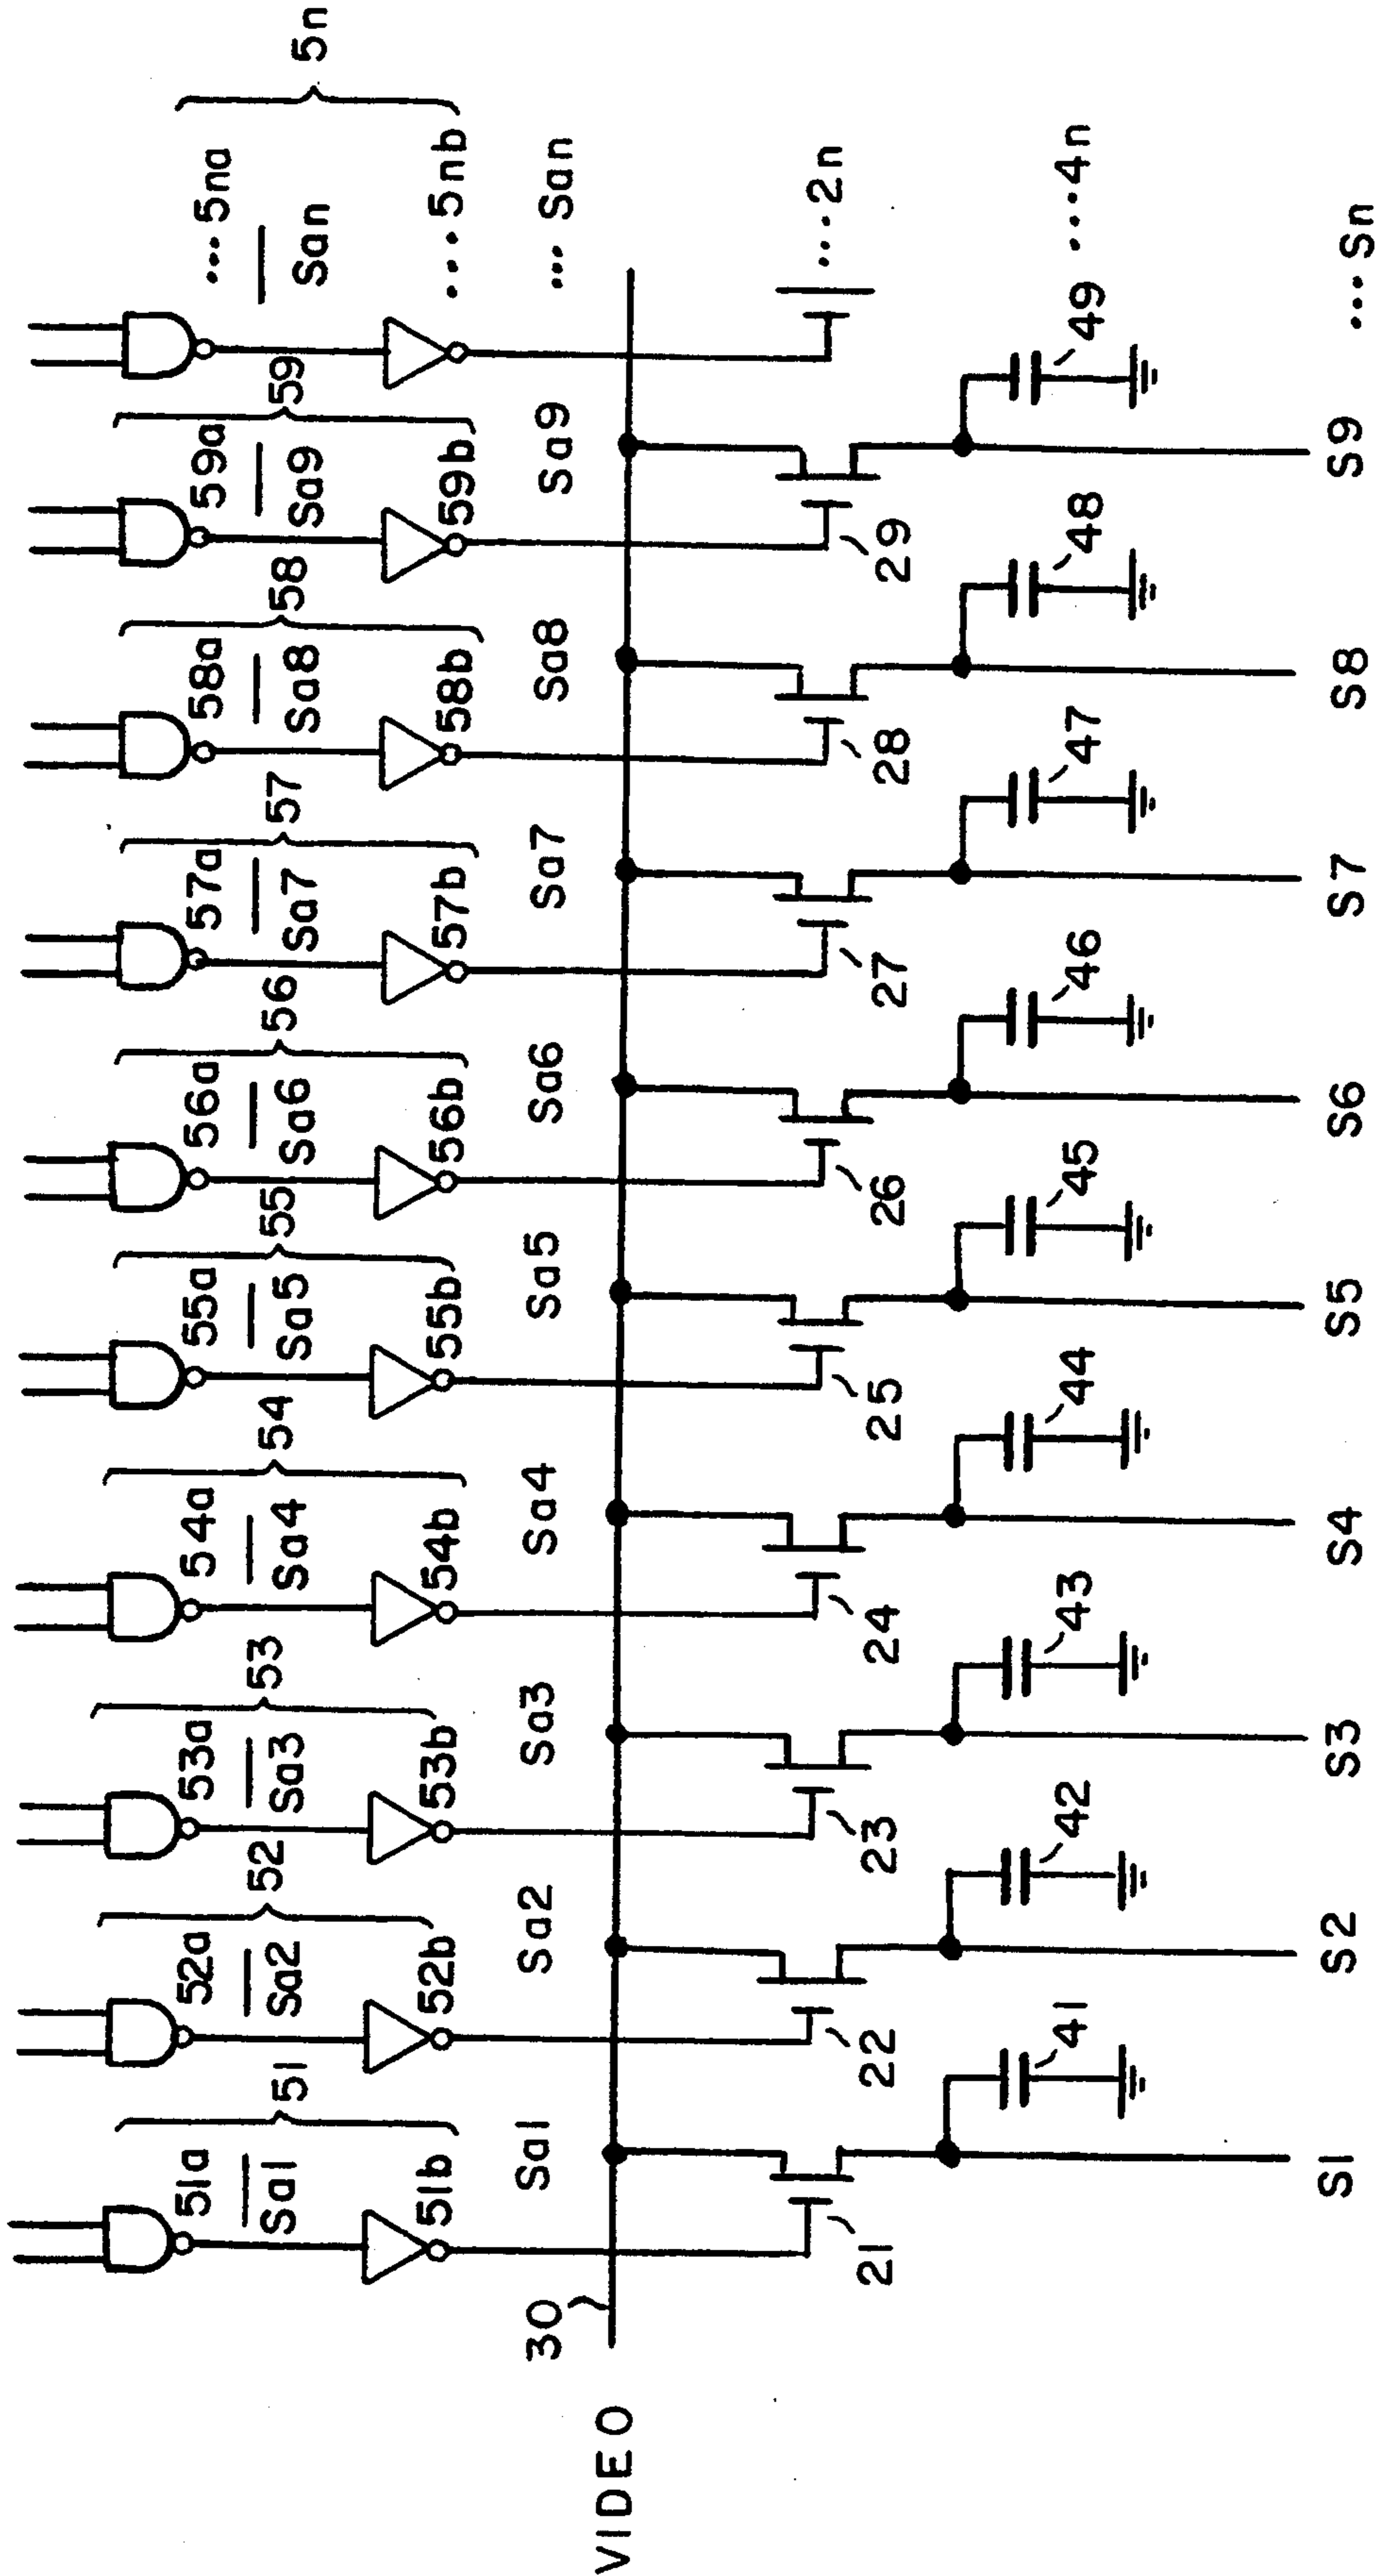 51a 52a 53a 54a 55a 56a 57a 58a 59a ...5na
51 52 53 54 55 56 57 58 59 5n
Sa1 Sa2 Sa3 Sa4 Sa5 Sa6 Sa7 Sa8 Sa9 San
51b 52b 53b 54b 55b 56b 57b 58b 59b ...5nb
Sa1 Sa2 Sa3 Sa4 Sa5 Sa6 Sa7 Sa8 Sa9 ...San
30
VIDEO
21 22 23 24 25 26 27 28 29 ...2n
41 42 43 44 45 46 47 48 49 ...4n
S1 S2 S3 S4 S5 S6 S7 S8 S9 ...Sn